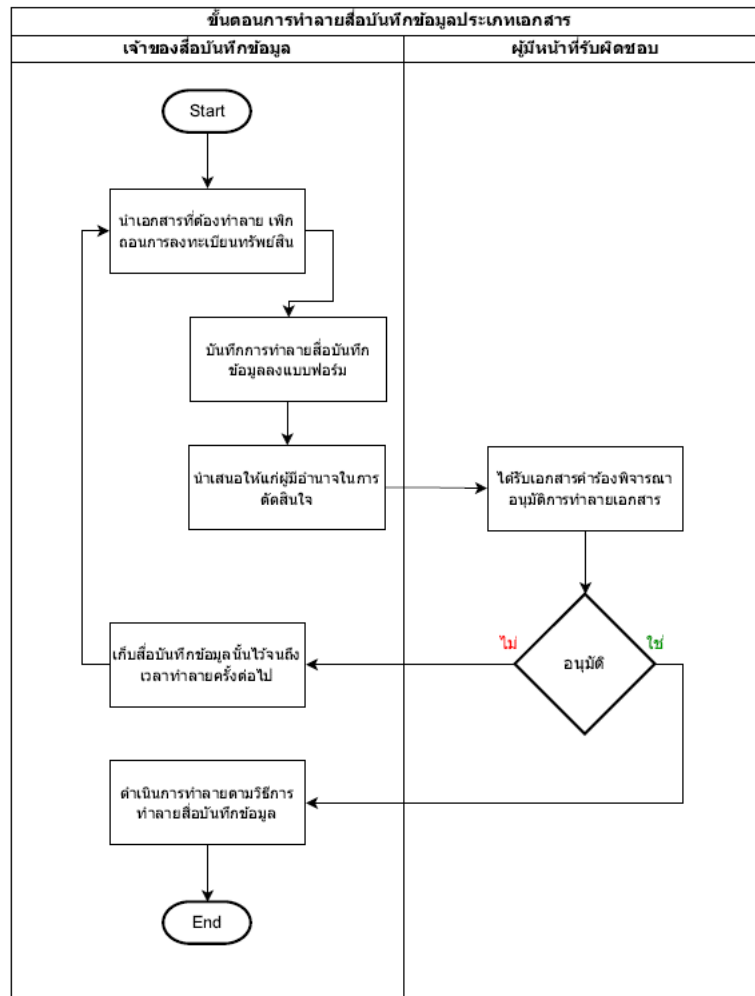 ขั้นตอนการทำลายสื่อบันทึกข้อมูลประเภทเอกสาร
เจ้าของสื่อบันทึกข้อมูล
ผู้มีหน้าที่รับผิดชอบ
Start
นำเอกสารที่ต้องทำลาย เพิก
ถอนการลงทะเบียนทรัพย์สิน
บันทึกการทำลายสื่อบันทึก
ข้อมูลลงแบบฟอร์ม
นำเสนอให้แก่ผู้มีอำนาจในการ
ตัดสินใจ
ได้รับเอกสารคำร้องพิจารณา
อนุมัติการทำลายเอกสาร
ไม่
ใช่
อนุมัติ
เก็บสื่อบันทึกข้อมูลนั้นไว้จนถึง
เวลาทำลายครั้งต่อไป
ดำเนินการทำลายตามวิธีการ
ทำลายสื่อบันทึกข้อมูล
End